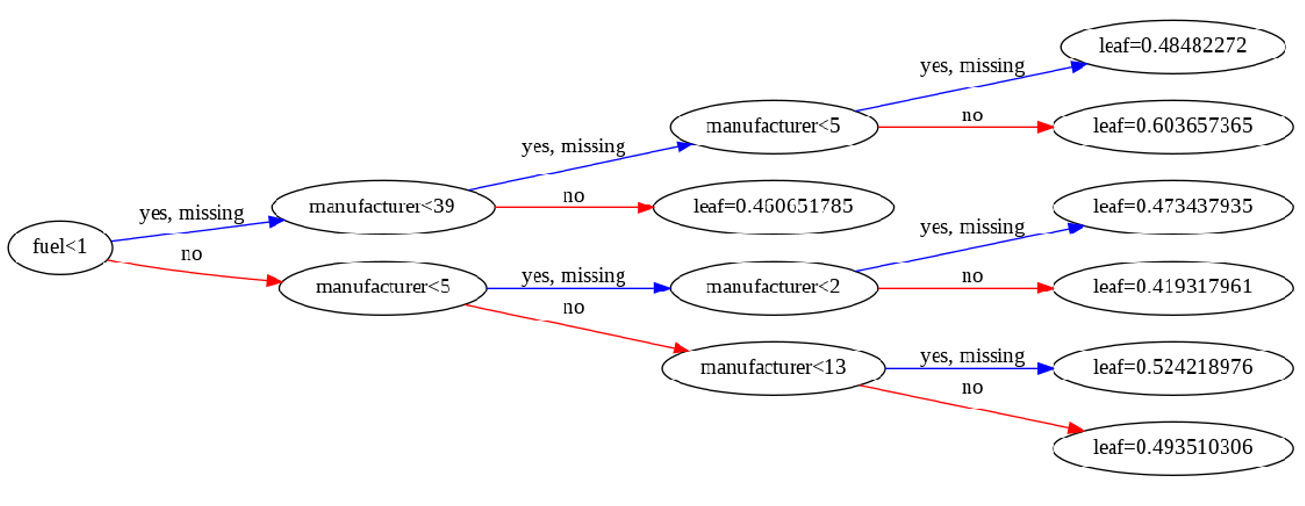 leaf=0.48482272
yes, missing
manufacturer<5
no
leaf=0.603657365
yes, missing
manufacturer<39
no
leaf=0.460651785
yes, missing
leaf=0.473437935
yes, missing
fuel<1
no
manufacturer<5
yes, missing
manufacturer<2
no
leaf=0.419317961
no
manufacturer<13
yes, missing
leaf=0.524218976
no
leaf=0.493510306